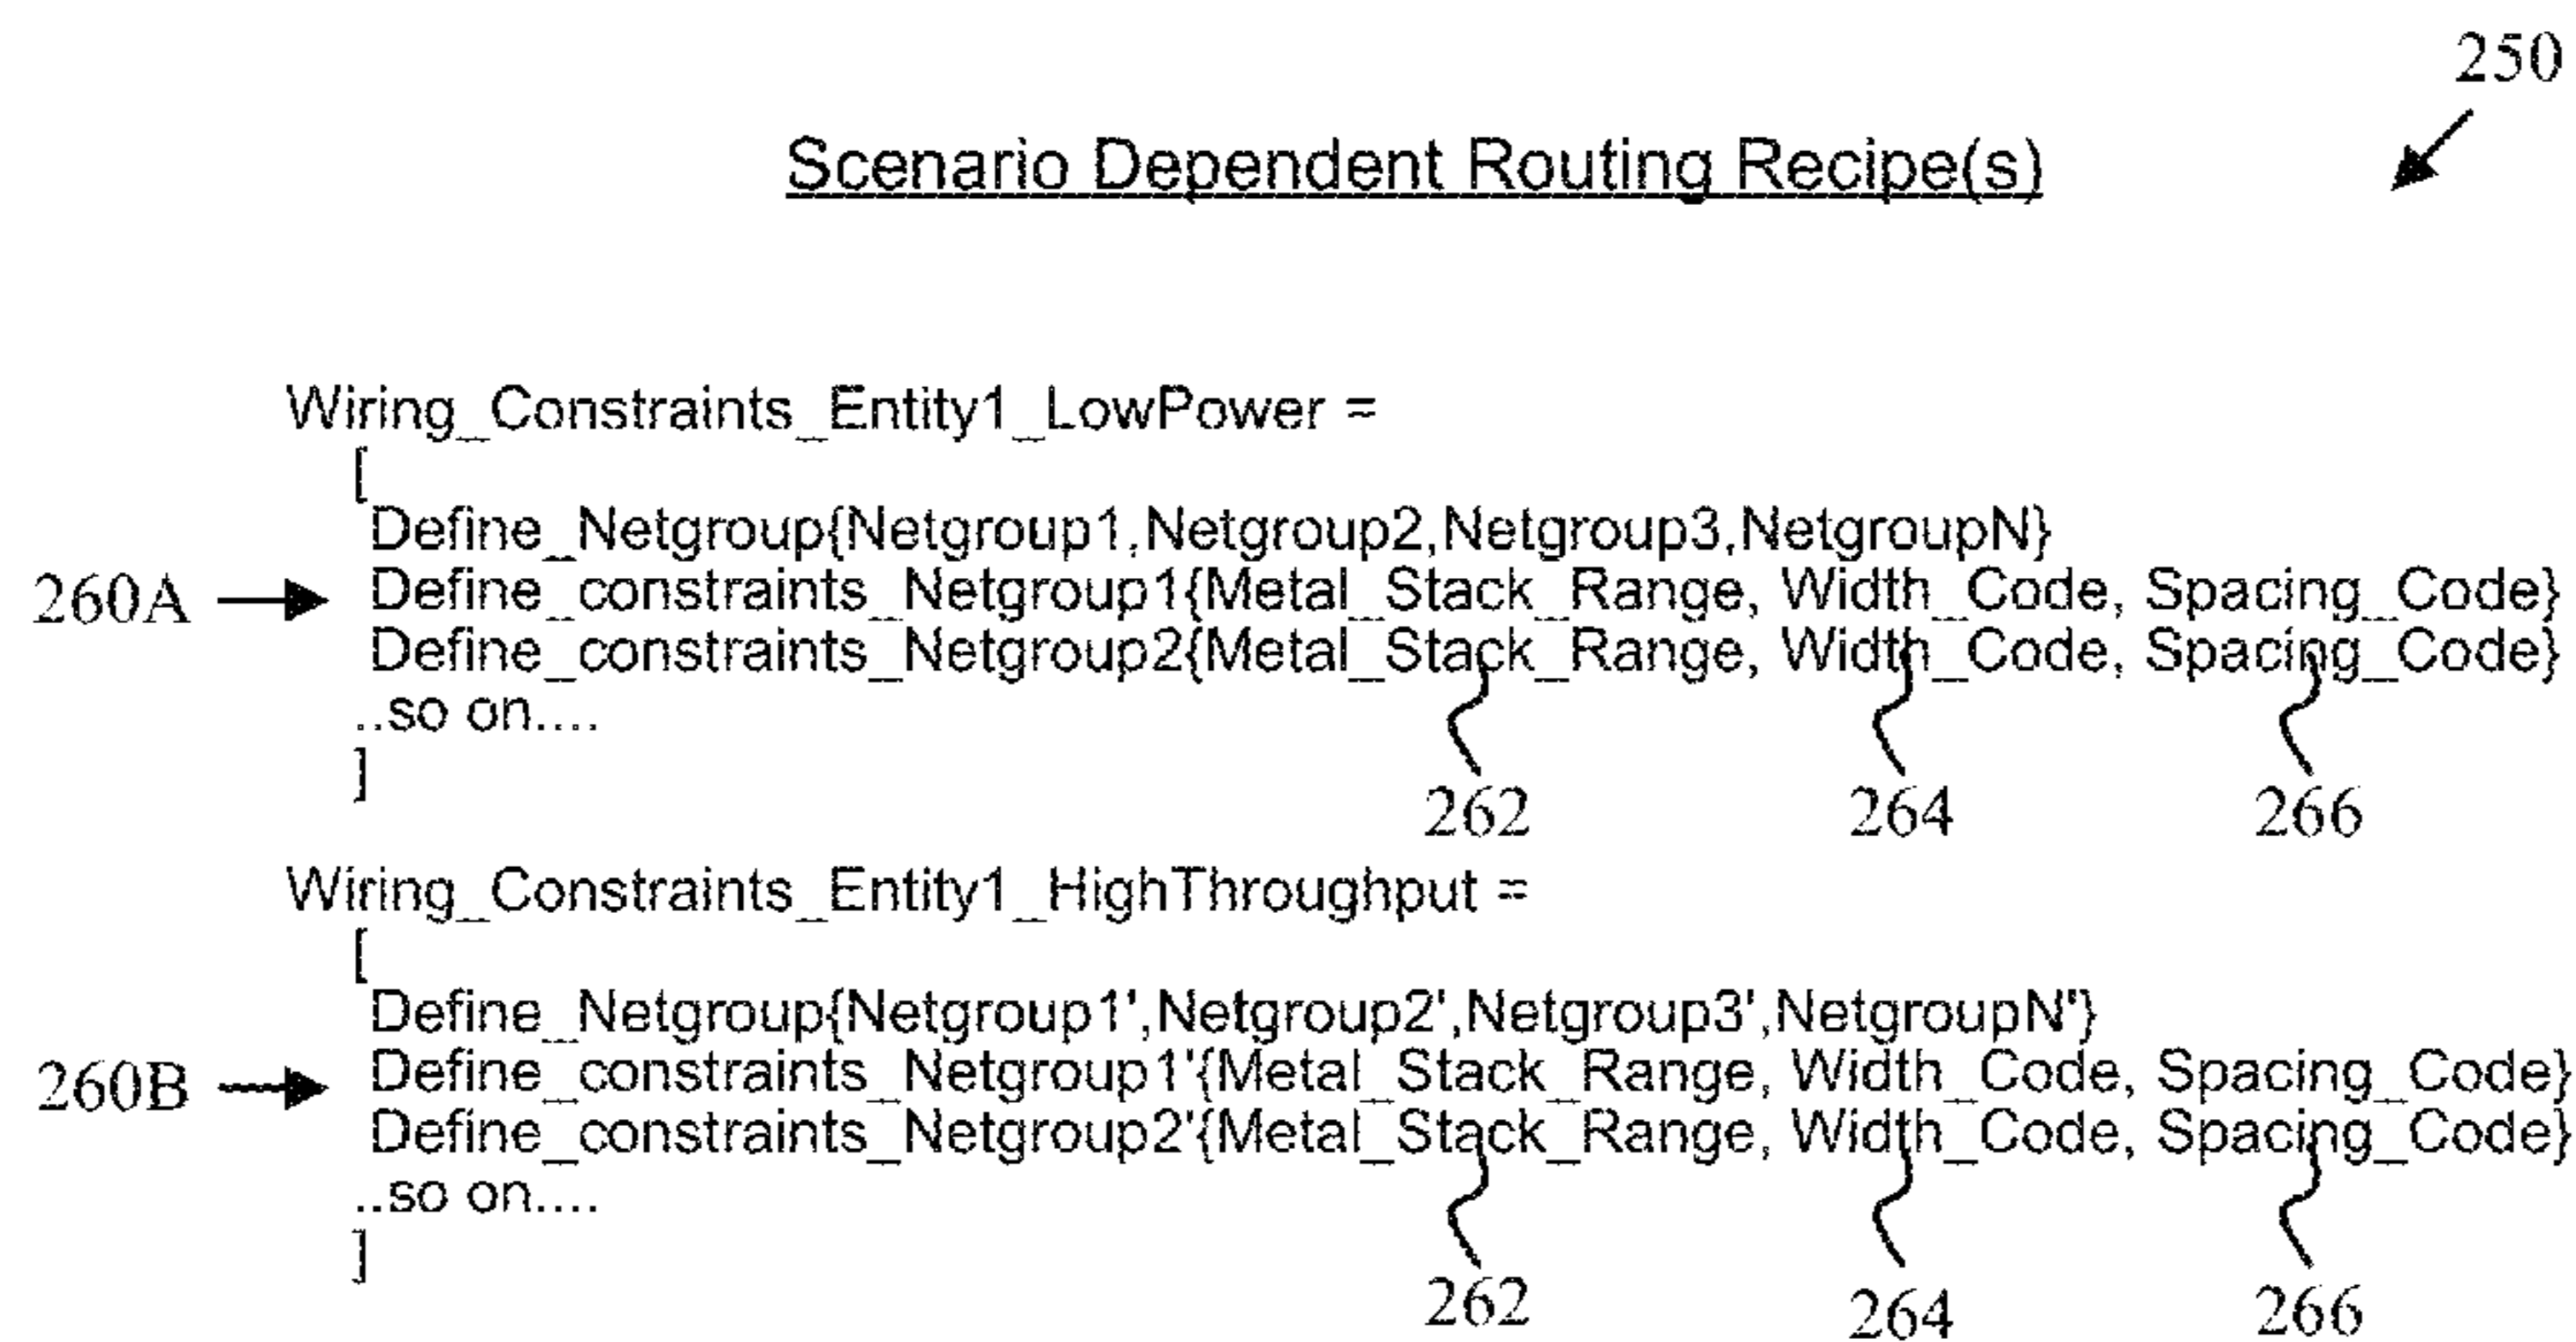 250
Scenario Dependent Routing Recipe(s)
Wiring_Constraints_Entity1_LowPower =
[
Define_Netgroup{Netgroup1,Netgroup2,Netgroup3,NetgroupN}
260A Define_constraints_Netgroup1{Metal_Stack_Range, Width_Code, Spacing_Code}
Define_constraints_Netgroup2{Metal_Stack_Range, Width_Code, Spacing_Code}
..so on....
]
262 264 266
Wiring_Constraints_Entity1_HighThroughput =
[
Define_Netgroup{Netgroup1',Netgroup2',Netgroup3',NetgroupN'}
260B Define_constraints_Netgroup1'{Metal_Stack_Range, Width_Code, Spacing_Code}
Define_constraints_Netgroup2'{Metal_Stack_Range, Width_Code, Spacing_Code}
..so on....
]
262 264 266